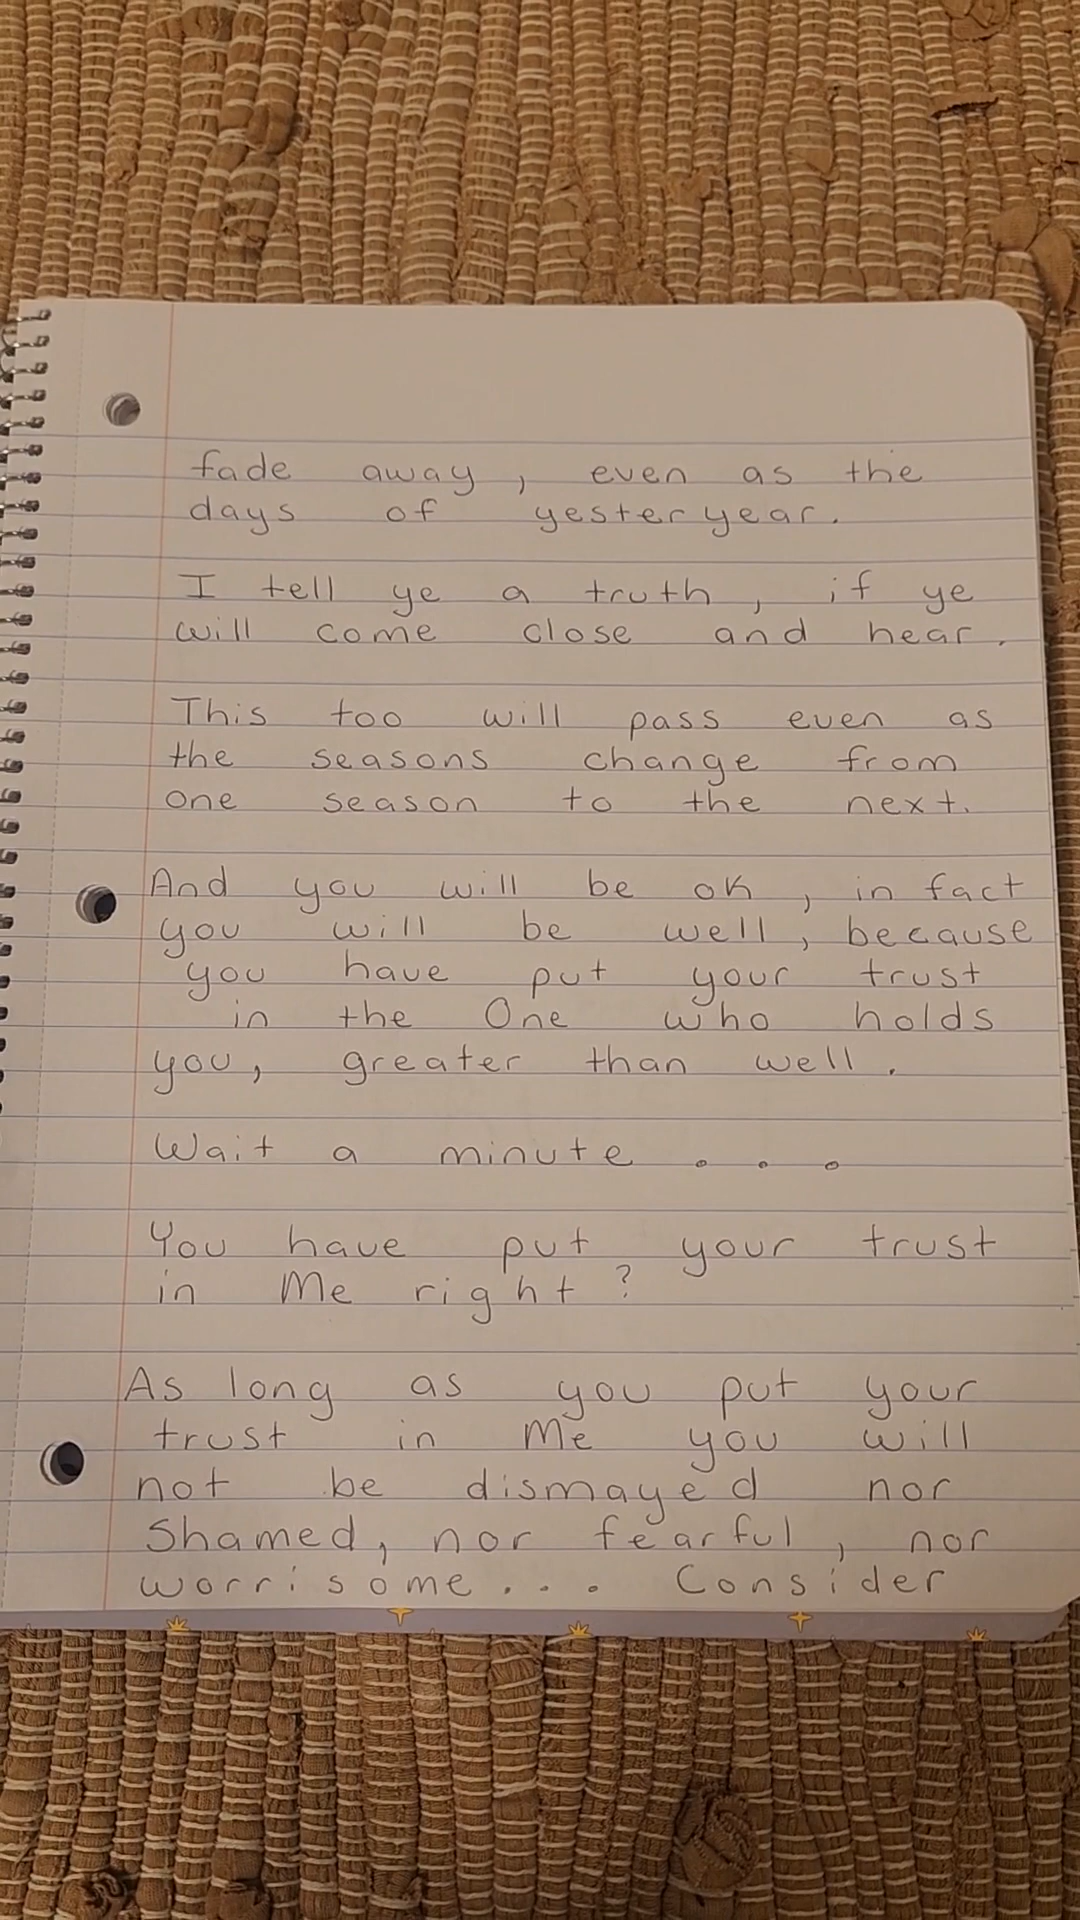 fade away, even as the
days of yesteryear.
I tell ye a truth, if ye
will come close and hear.
This too will pass even as
the seasons change from
one season to the next.
And you will be ok, in fact
you will be well, because
you have put your trust
in the One who holds
you, greater than well.
Wait a minute...
You have put your trust
in Me right?
As long as you put your
trust in Me you will
not be dismayed nor
shamed, nor fearful, nor
worrisome... Consider